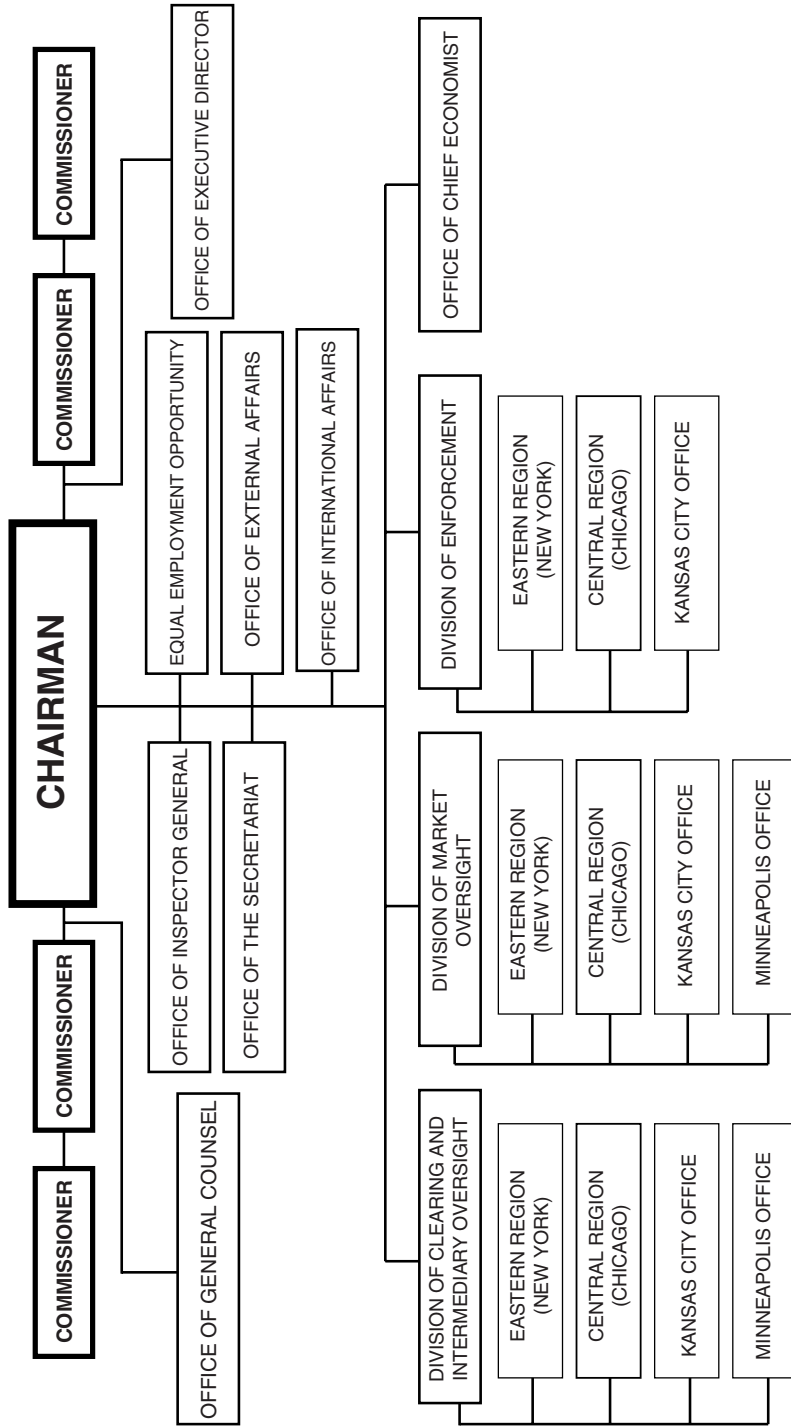 COMMISSIONER
COMMISSIONER
CHAIRMAN
COMMISSIONER
COMMISSIONER
OFFICE OF GENERAL COUNSEL
OFFICE OF INSPECTOR GENERAL
EQUAL EMPLOYMENT OPPORTUNITY
OFFICE OF EXECUTIVE DIRECTOR
OFFICE OF THE SECRETARIAT
OFFICE OF EXTERNAL AFFAIRS
OFFICE OF INTERNATIONAL AFFAIRS
DIVISION OF CLEARING AND
INTERMEDIARY OVERSIGHT
EASTERN REGION
(NEW YORK)
CENTRAL REGION
(CHICAGO)
KANSAS CITY OFFICE
MINNEAPOLIS OFFICE
DIVISION OF MARKET
OVERSIGHT
EASTERN REGION
(NEW YORK)
CENTRAL REGION
(CHICAGO)
KANSAS CITY OFFICE
MINNEAPOLIS OFFICE
DIVISION OF ENFORCEMENT
EASTERN REGION
(NEW YORK)
CENTRAL REGION
(CHICAGO)
KANSAS CITY OFFICE
OFFICE OF CHIEF ECONOMIST